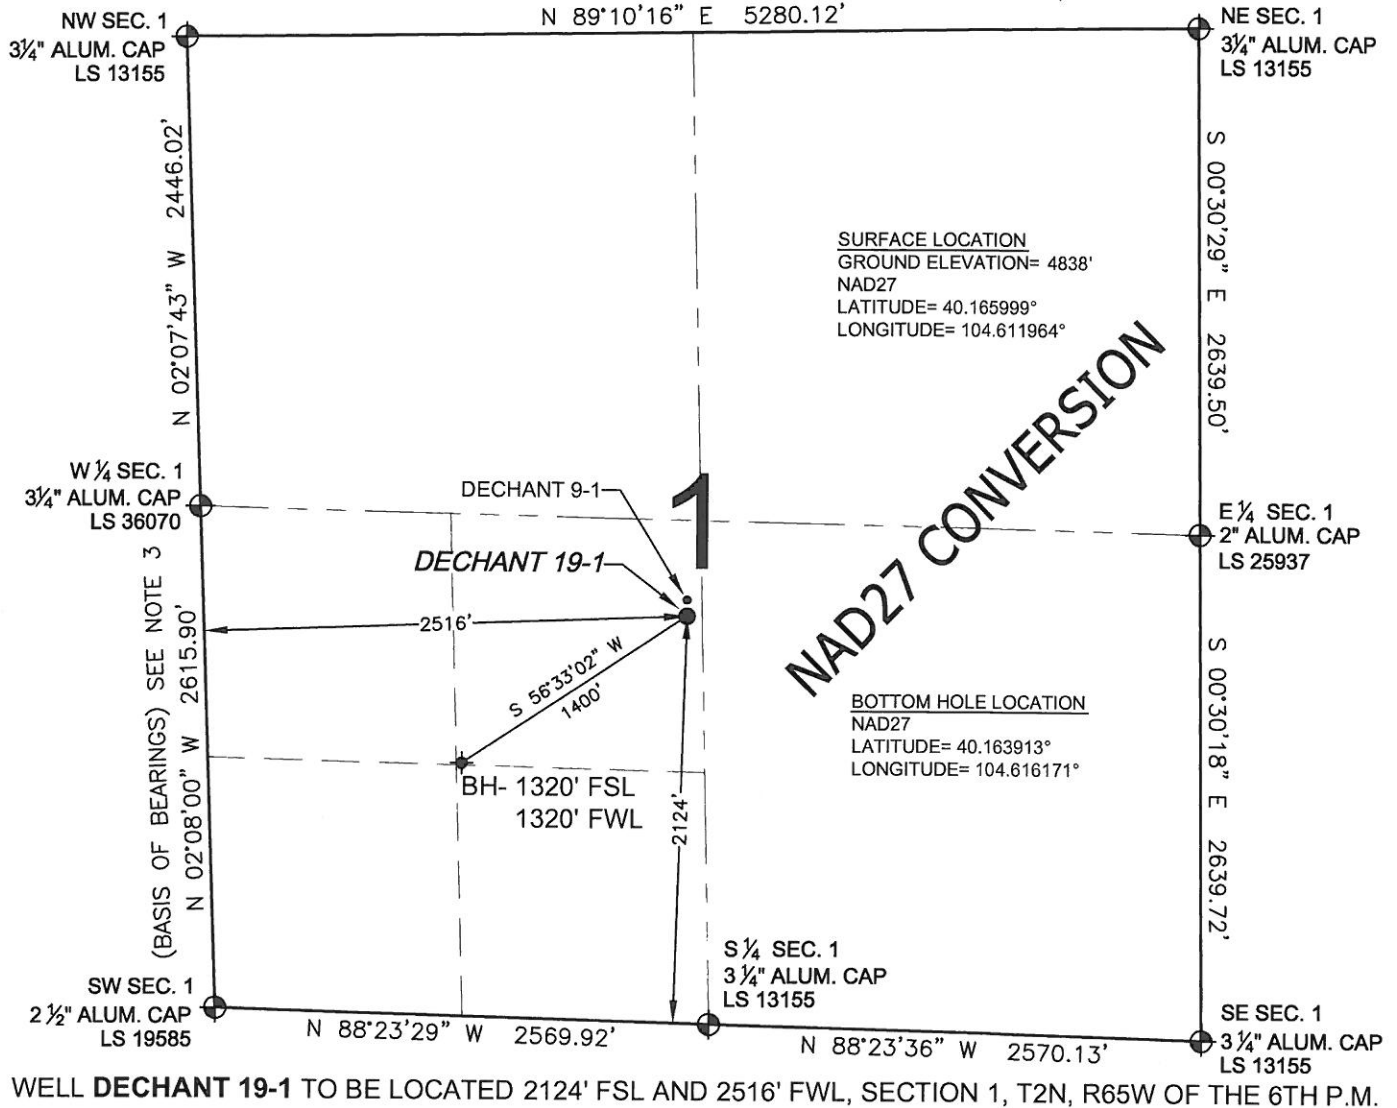 N 89°10'16" E 5280.12'
NW SEC. 1
3¼" ALUM. CAP
LS 13155
NE SEC. 1
3¼" ALUM. CAP
LS 13155
N 02°07'43" W 2446.02'
S 00°30'29" E 2639.50'
SURFACE LOCATION
GROUND ELEVATION= 4838'
NAD27
LATITUDE= 40.165999°
LONGITUDE= 104.611964°
NAD27 CONVERSION
W ¼ SEC. 1
3¼" ALUM. CAP
LS 36070
DECHANT 9-1
1
DECHANT 19-1
E ¼ SEC. 1
2" ALUM. CAP
LS 25937
(BASIS OF BEARINGS) SEE NOTE 3
N 02°08'00" W 2615.90'
2516'
S 56°33'02" W
1400'
2124'
S 00°30'18" E 2639.72'
BOTTOM HOLE LOCATION
NAD27
LATITUDE= 40.163913°
LONGITUDE= 104.616171°
BH- 1320' FSL
1320' FWL
S ¼ SEC. 1
3 ¼" ALUM. CAP
LS 13155
SW SEC. 1
2 ½" ALUM. CAP
LS 19585
N 88°23'29" W 2569.92'
N 88°23'36" W 2570.13'
SE SEC. 1
3 ¼" ALUM. CAP
LS 13155
WELL DECHANT 19-1 TO BE LOCATED 2124' FSL AND 2516' FWL, SECTION 1, T2N, R65W OF THE 6TH P.M.